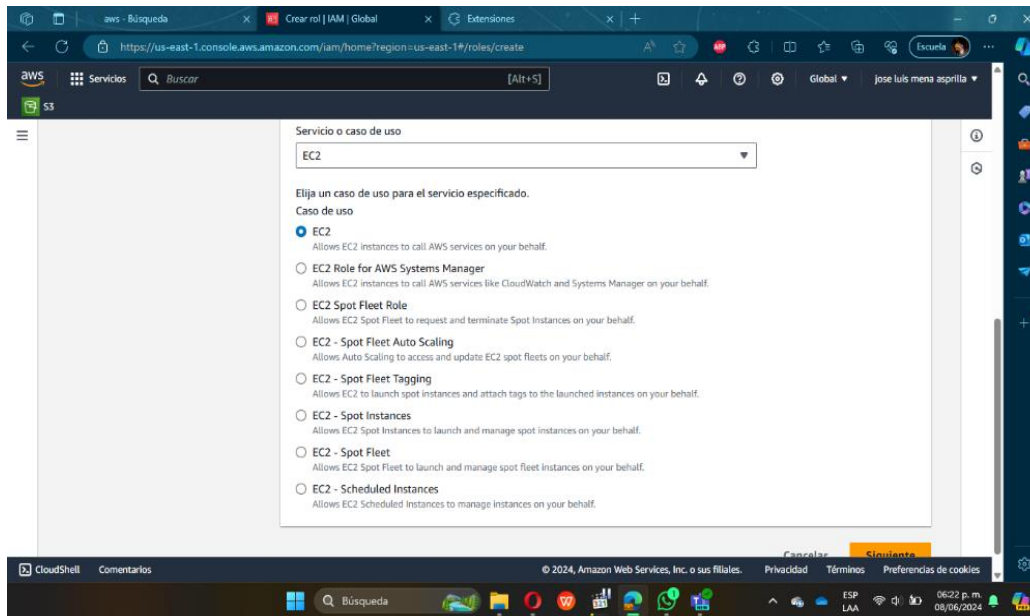 aws - Búsqueda
Crear rol | IAM | Global
Extensiones
https://us-east-1.console.aws.amazon.com/iam/home?region=us-east-1#/roles/create
Escuela
aws
Servicios
Buscar
[Alt+S]
Global
jose luis mena asprilla
S3
Servicio o caso de uso
EC2
Elija un caso de uso para el servicio especificado.
Caso de uso
EC2
Allows EC2 instances to call AWS services on your behalf.
EC2 Role for AWS Systems Manager
Allows EC2 instances to call AWS services like CloudWatch and Systems Manager on your behalf.
EC2 Spot Fleet Role
Allows EC2 Spot Fleet to request and terminate Spot Instances on your behalf.
EC2 - Spot Fleet Auto Scaling
Allows Auto Scaling to access and update EC2 spot fleets on your behalf.
EC2 - Spot Fleet Tagging
Allows EC2 to launch spot instances and attach tags to the launched instances on your behalf.
EC2 - Spot Instances
Allows EC2 Spot Instances to launch and manage spot instances on your behalf.
EC2 - Spot Fleet
Allows EC2 Spot Fleet to launch and manage spot fleet instances on your behalf.
EC2 - Scheduled Instances
Allows EC2 Scheduled Instances to manage instances on your behalf.
Cancelar
Siguiente
CloudShell
Comentarios
© 2024, Amazon Web Services, Inc. o sus filiales.
Privacidad
Términos
Preferencias de cookies
Búsqueda
ESP
LAA
06:22 p. m.
08/06/2024